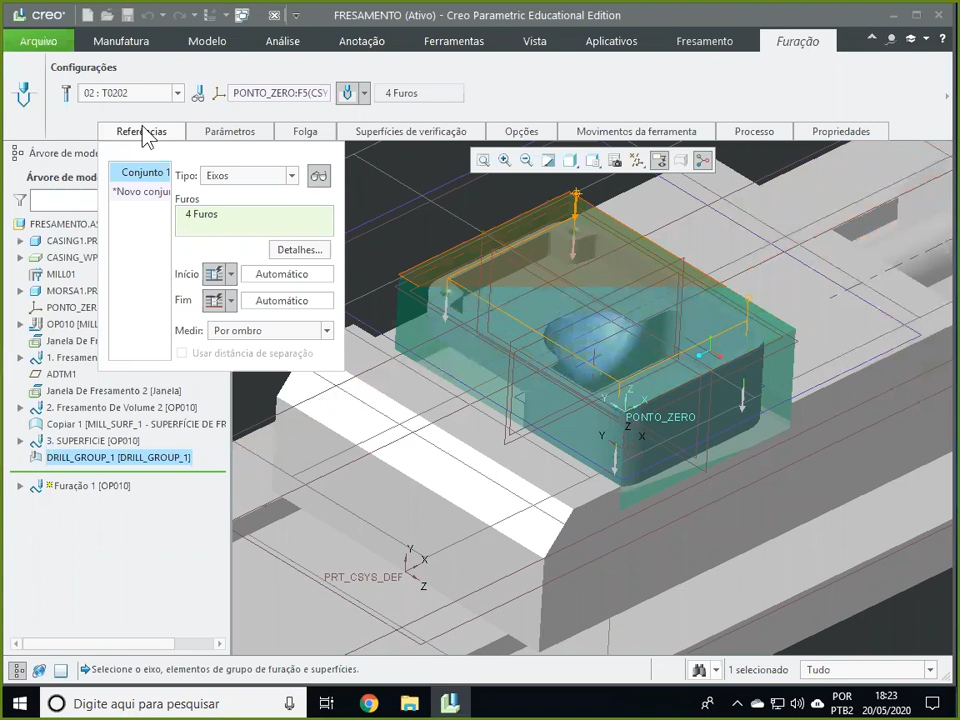 creo
FRESAMENTO (Ativo) - Creo Parametric Educational Edition
Arquivo
Manufatura
Modelo
Análise
Anotação
Ferramentas
Vista
Aplicativos
Fresamento
Furação
Configurações
02 : T0202
PONTO_ZERO:F5(CSY
4 Furos
Referências
Parâmetros
Folga
Superfícies de verificação
Opções
Movimentos da ferramenta
Processo
Propriedades
Árvore de mod
Árvore de mode
FRESAMENTO.AS
CASING1.PR
CASING_WP
MILL01
MORSA1.PR
PONTO_ZER
OP010 [MILL
Janela De Fre
1. Fresamen
ADTM1
Janela De Fresamento 2 [Janela]
2. Fresamento De Volume 2 [OP010]
Copiar 1 [MILL_SURF_1 - SUPERFÍCIE DE FR
3. SUPERFICIE [OP010]
DRILL_GROUP_1 [DRILL_GROUP_1]
Furação 1 [OP010]
Conjunto 1
*Novo conju
Tipo:
Eixos
Furos
4 Furos
Detalhes...
Início
Automático
Fim
Automático
Medir:
Por ombro
Usar distância de separação
Y
Z
X
PONTO_ZERO
Y
Z
X
Y
X
PRT_CSYS_DEF
Z
Selecione o eixo, elementos de grupo de furação e superfícies.
1 selecionado
Tudo
Digite aqui para pesquisar
POR
PTB2
18:23
20/05/2020